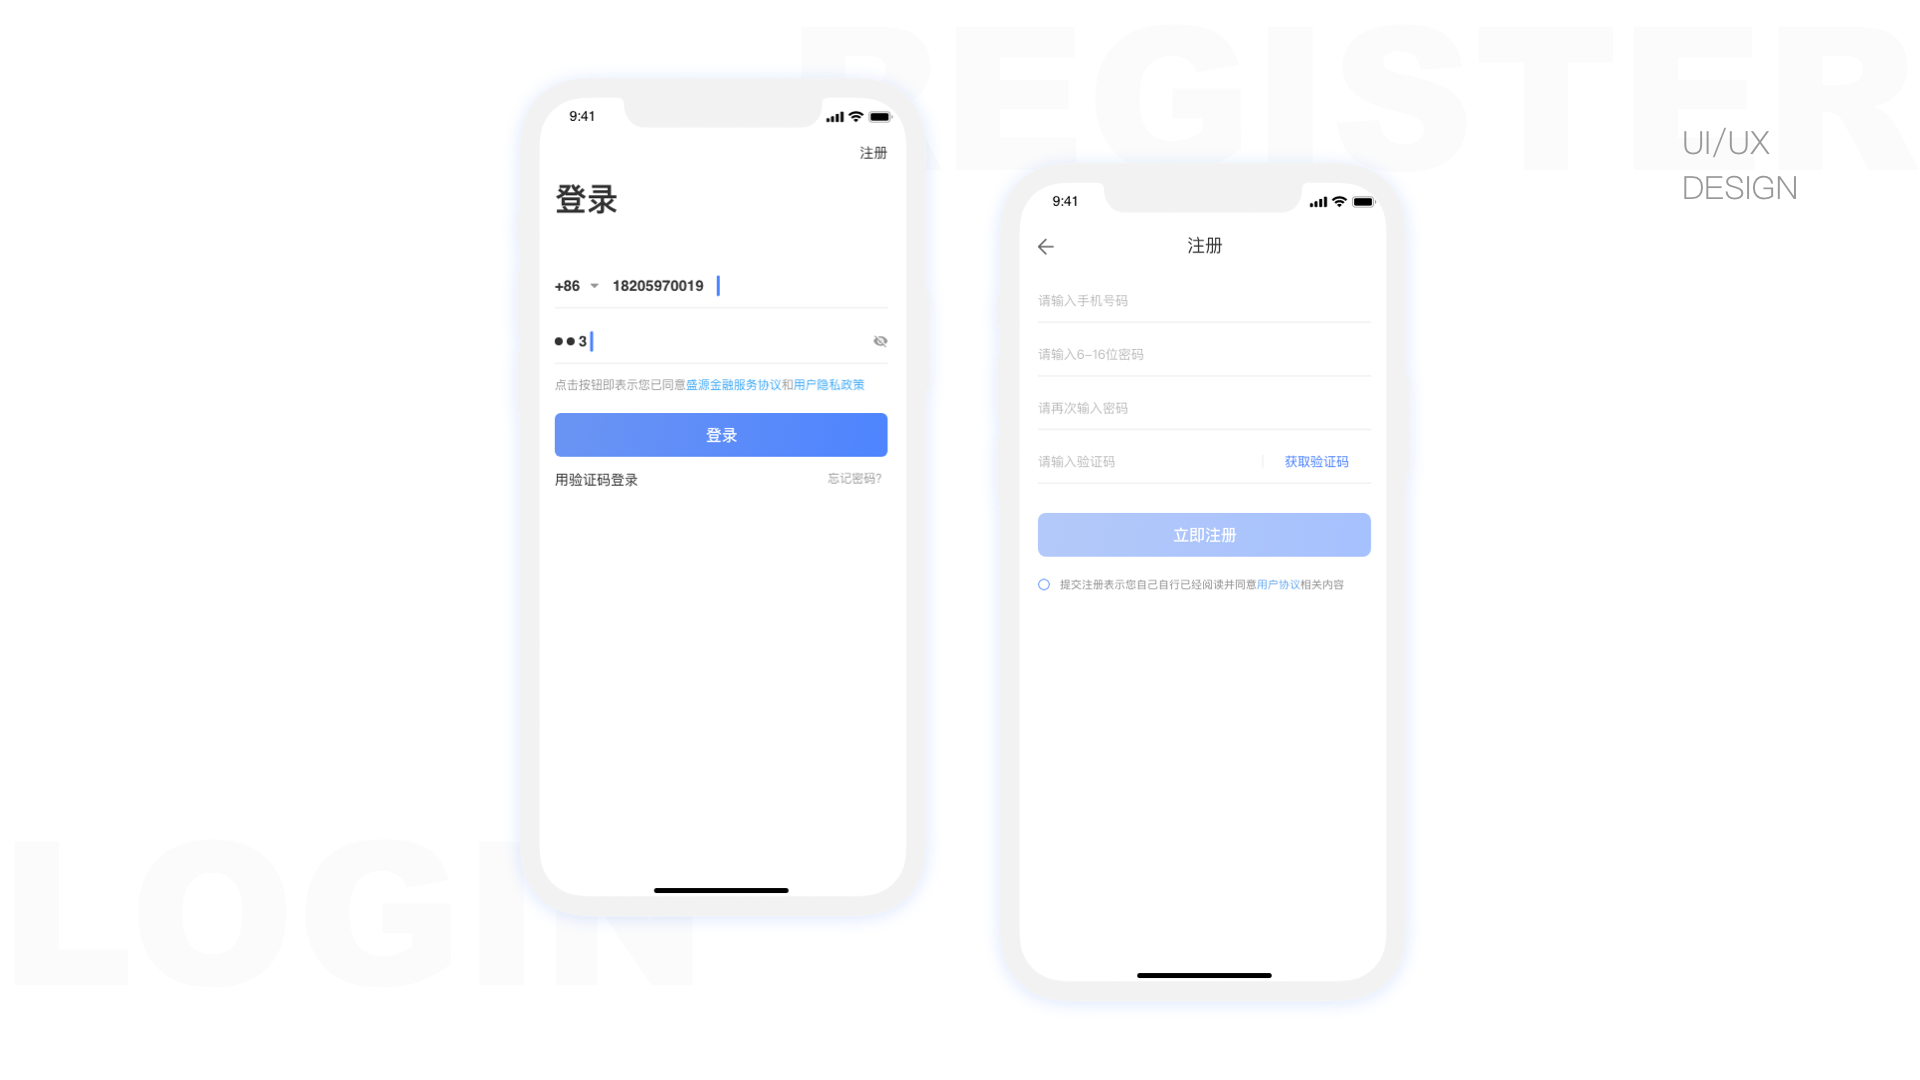 REGISTER
UI/UX
DESIGN
9:41
注册
登录
+86 18205970019
●●3
点击按钮即表示您已同意盛源金融服务协议和用户隐私政策
登录
用验证码登录 忘记密码?
9:41
注册
请输入手机号码
请输入6-16位密码
请再次输入密码
请输入验证码 获取验证码
立即注册
提交注册表示您自己自行已经阅读并同意用户协议相关内容
LOGIN